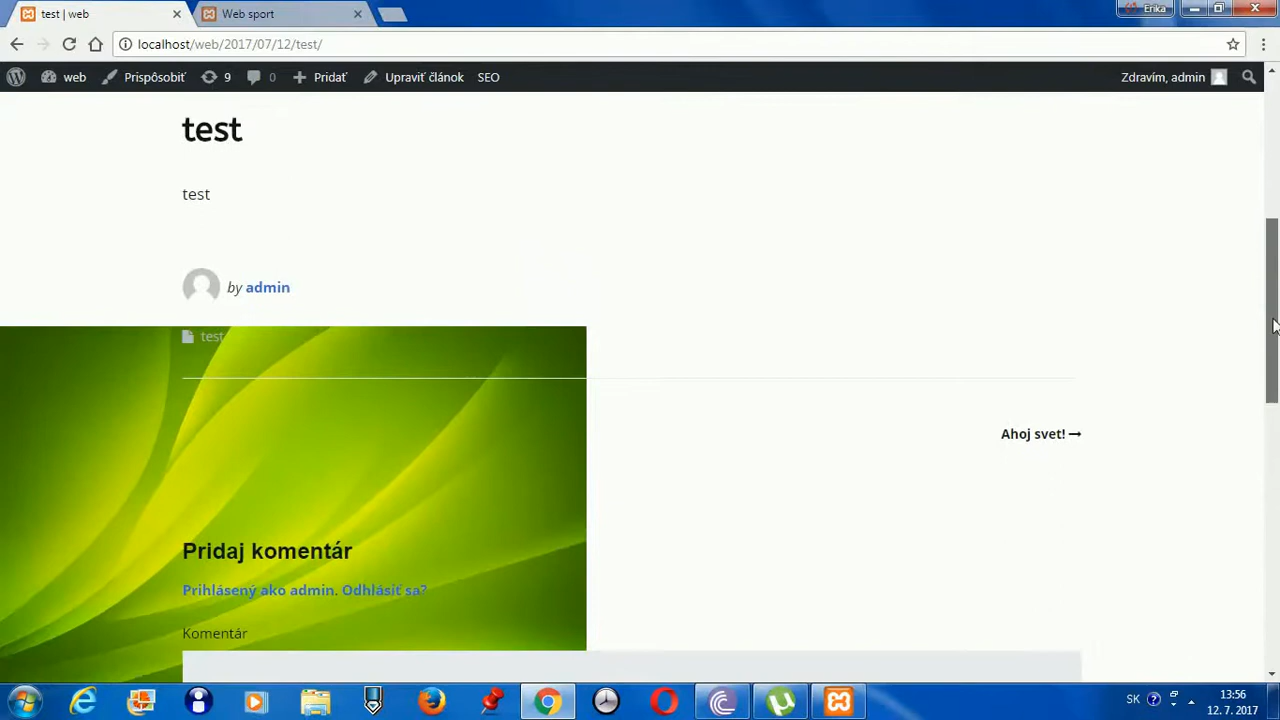 test | web
Web sport
Erika
localhost/web/2017/07/12/test/
web
Prispôsobiť
9
0
Pridať
Upraviť článok
SEO
Zdravím, admin
test
test
by admin
test
Ahoj svet! →
Pridaj komentár
Prihlásený ako admin. Odhlásiť sa?
Komentár
SK
13:56
12. 7. 2017